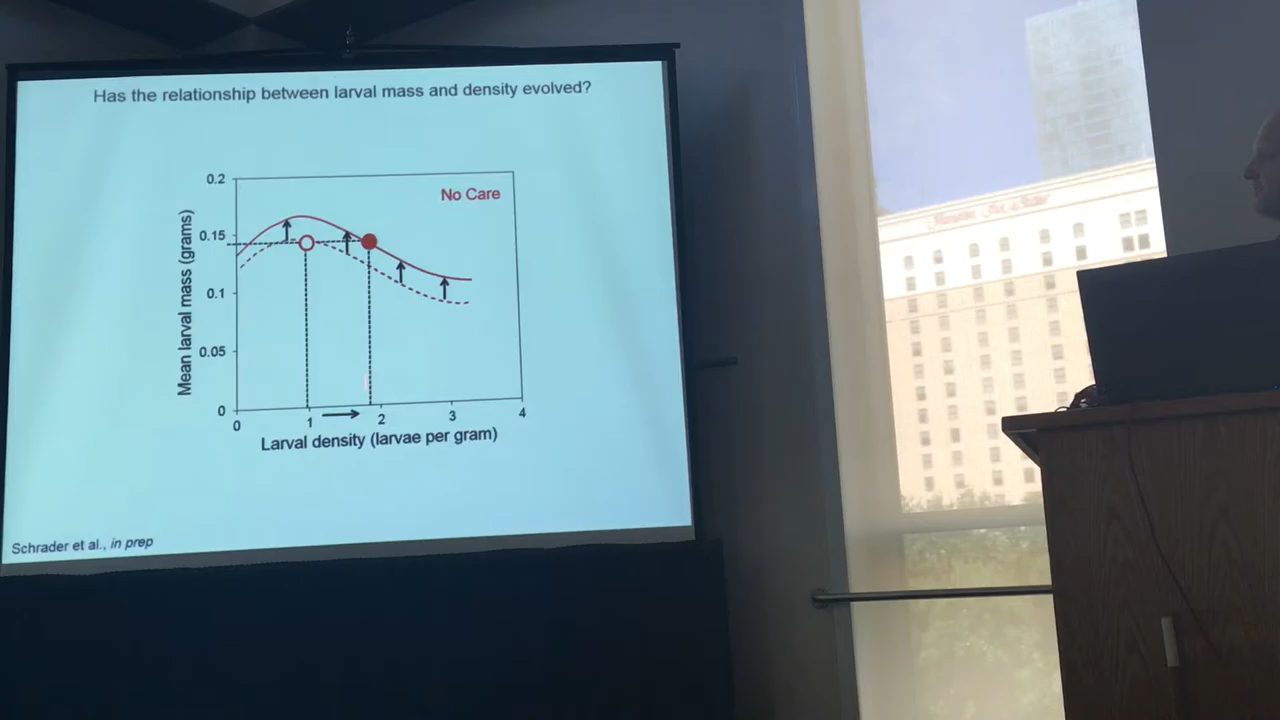 Has the relationship between larval mass and density evolved?
No Care
Mean larval mass (grams)
0.2
0.15
0.1
0.05
0
0
1
2
3
4
Larval density (larvae per gram)
Schrader et al., in prep